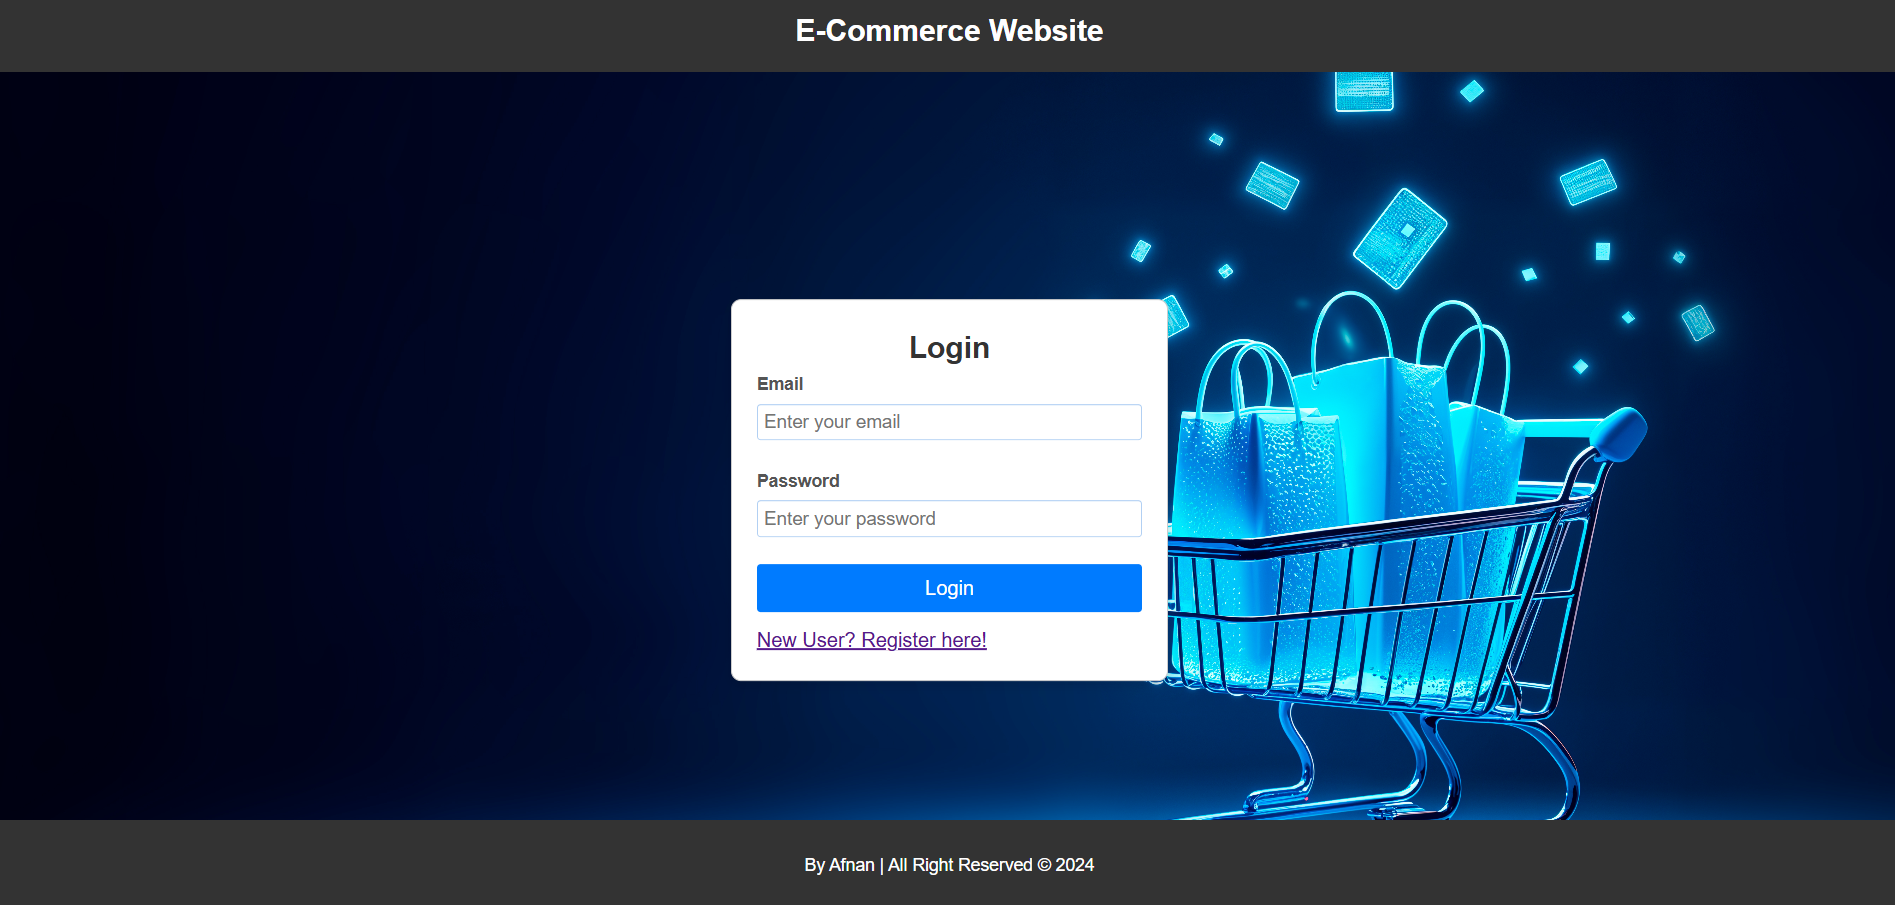 E-Commerce Website
Login
Email
Enter your email
Password
Enter your password
Login
New User? Register here!
By Afnan | All Right Reserved © 2024